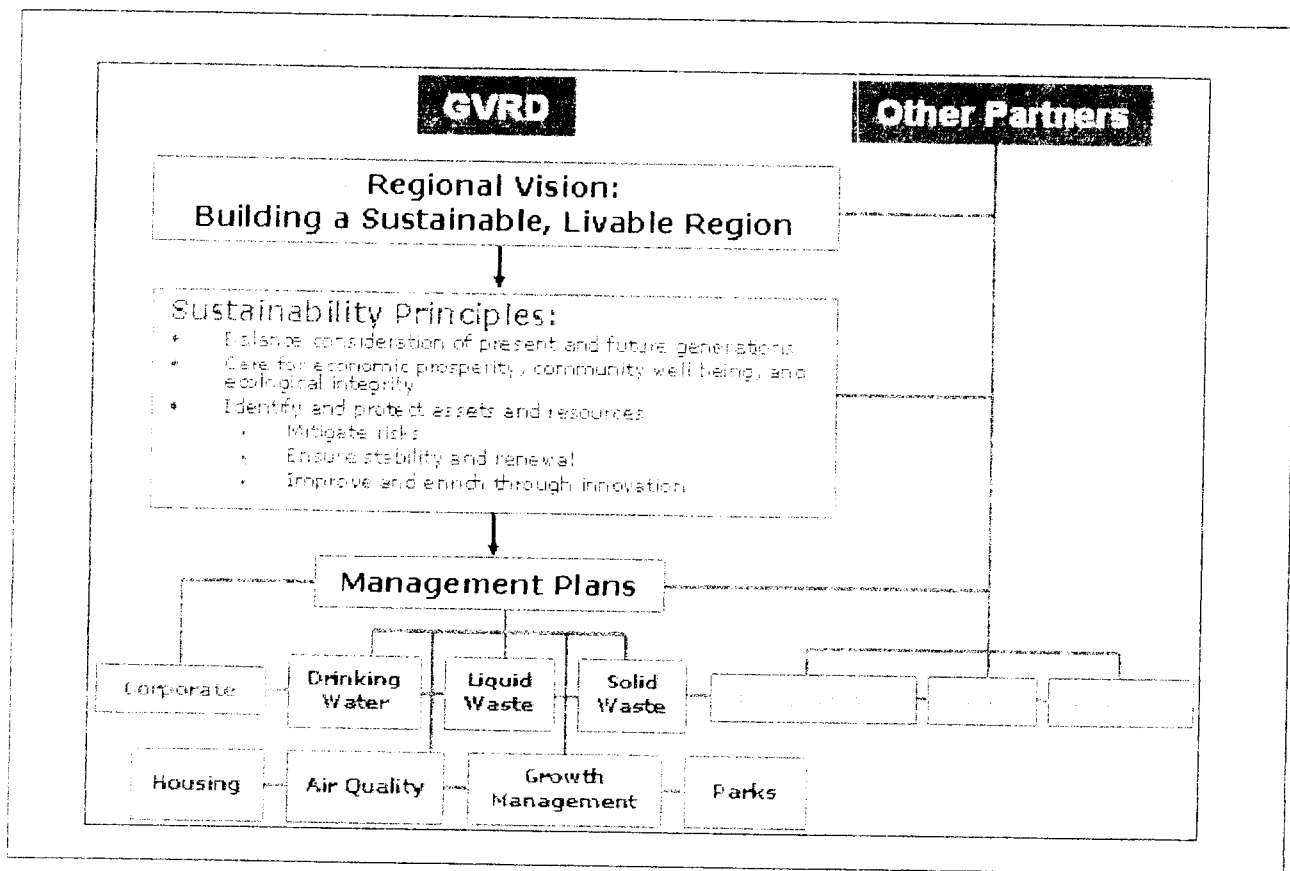 GVRD
Other Partners
Regional Vision:
Building a Sustainable, Livable Region
Sustainability Principles:
• Balance consideration of present and future generations
• Care for economic prosperity, community well being, and
ecological integrity
• Identify and protect assets and resources
• Mitigate risks
• Ensure stability and renewal
• Improve and enrich through innovation
Management Plans
Corporate
Drinking
Water
Liquid
Waste
Solid
Waste
Housing
Air Quality
Growth
Management
Parks